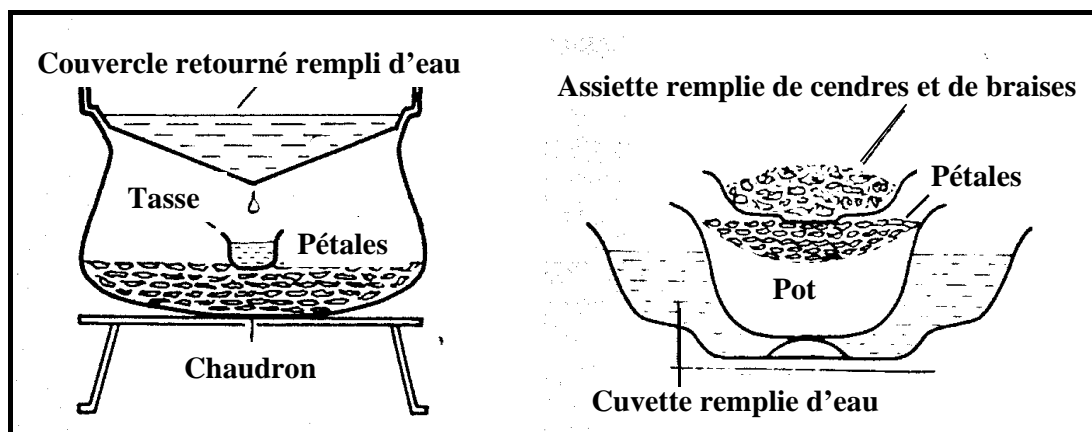 Couvercle retourné rempli d’eau
Tasse
Pétales
Chaudron
Assiette remplie de cendres et de braises
Pétales
Pot
Cuvette remplie d’eau